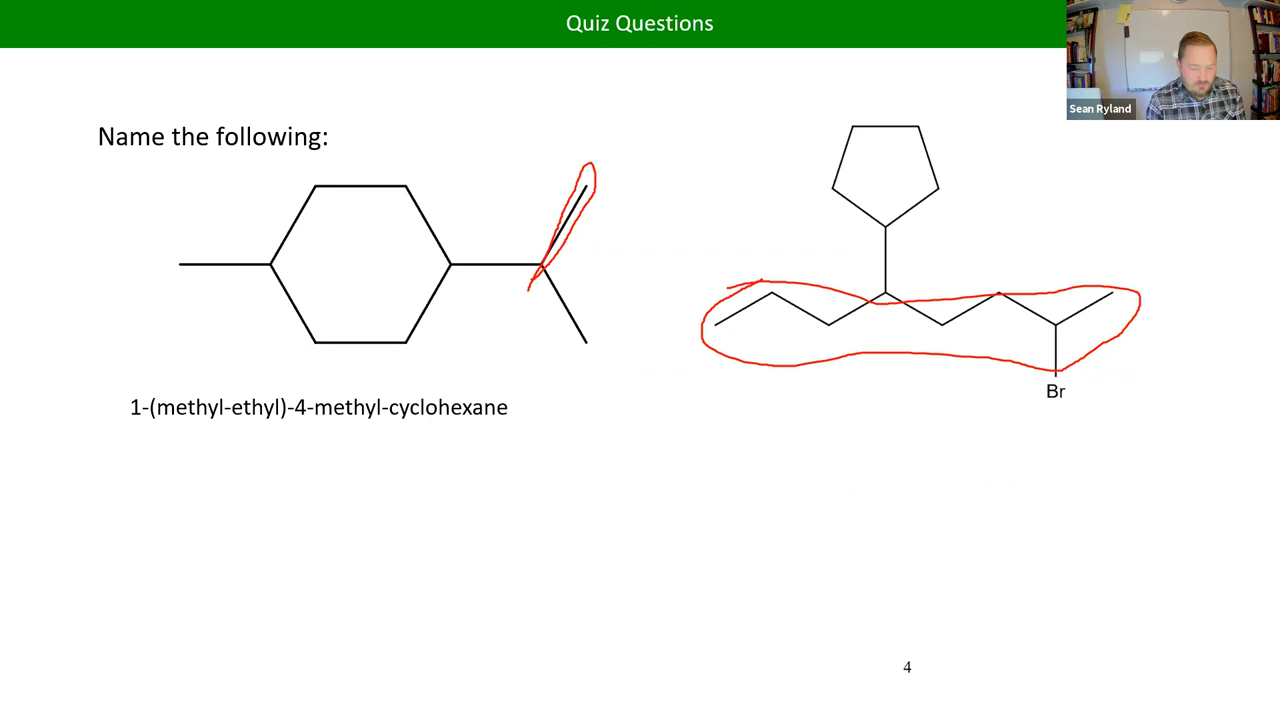 Quiz Questions
Sean Ryland
Name the following:
Br
1-(methyl-ethyl)-4-methyl-cyclohexane
4